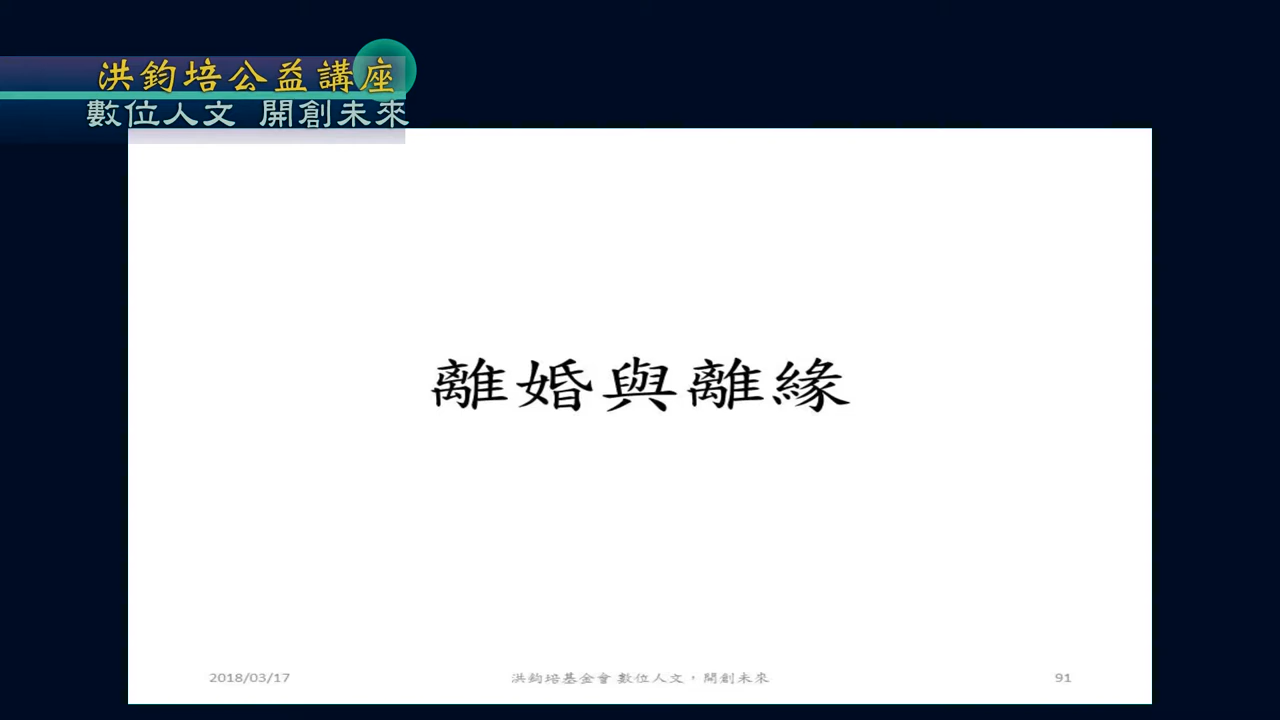 洪鈞培公益講座
數位人文 開創未來
離婚與離緣
2018/03/17
洪鈞培基金會 數位人文，開創未來
91